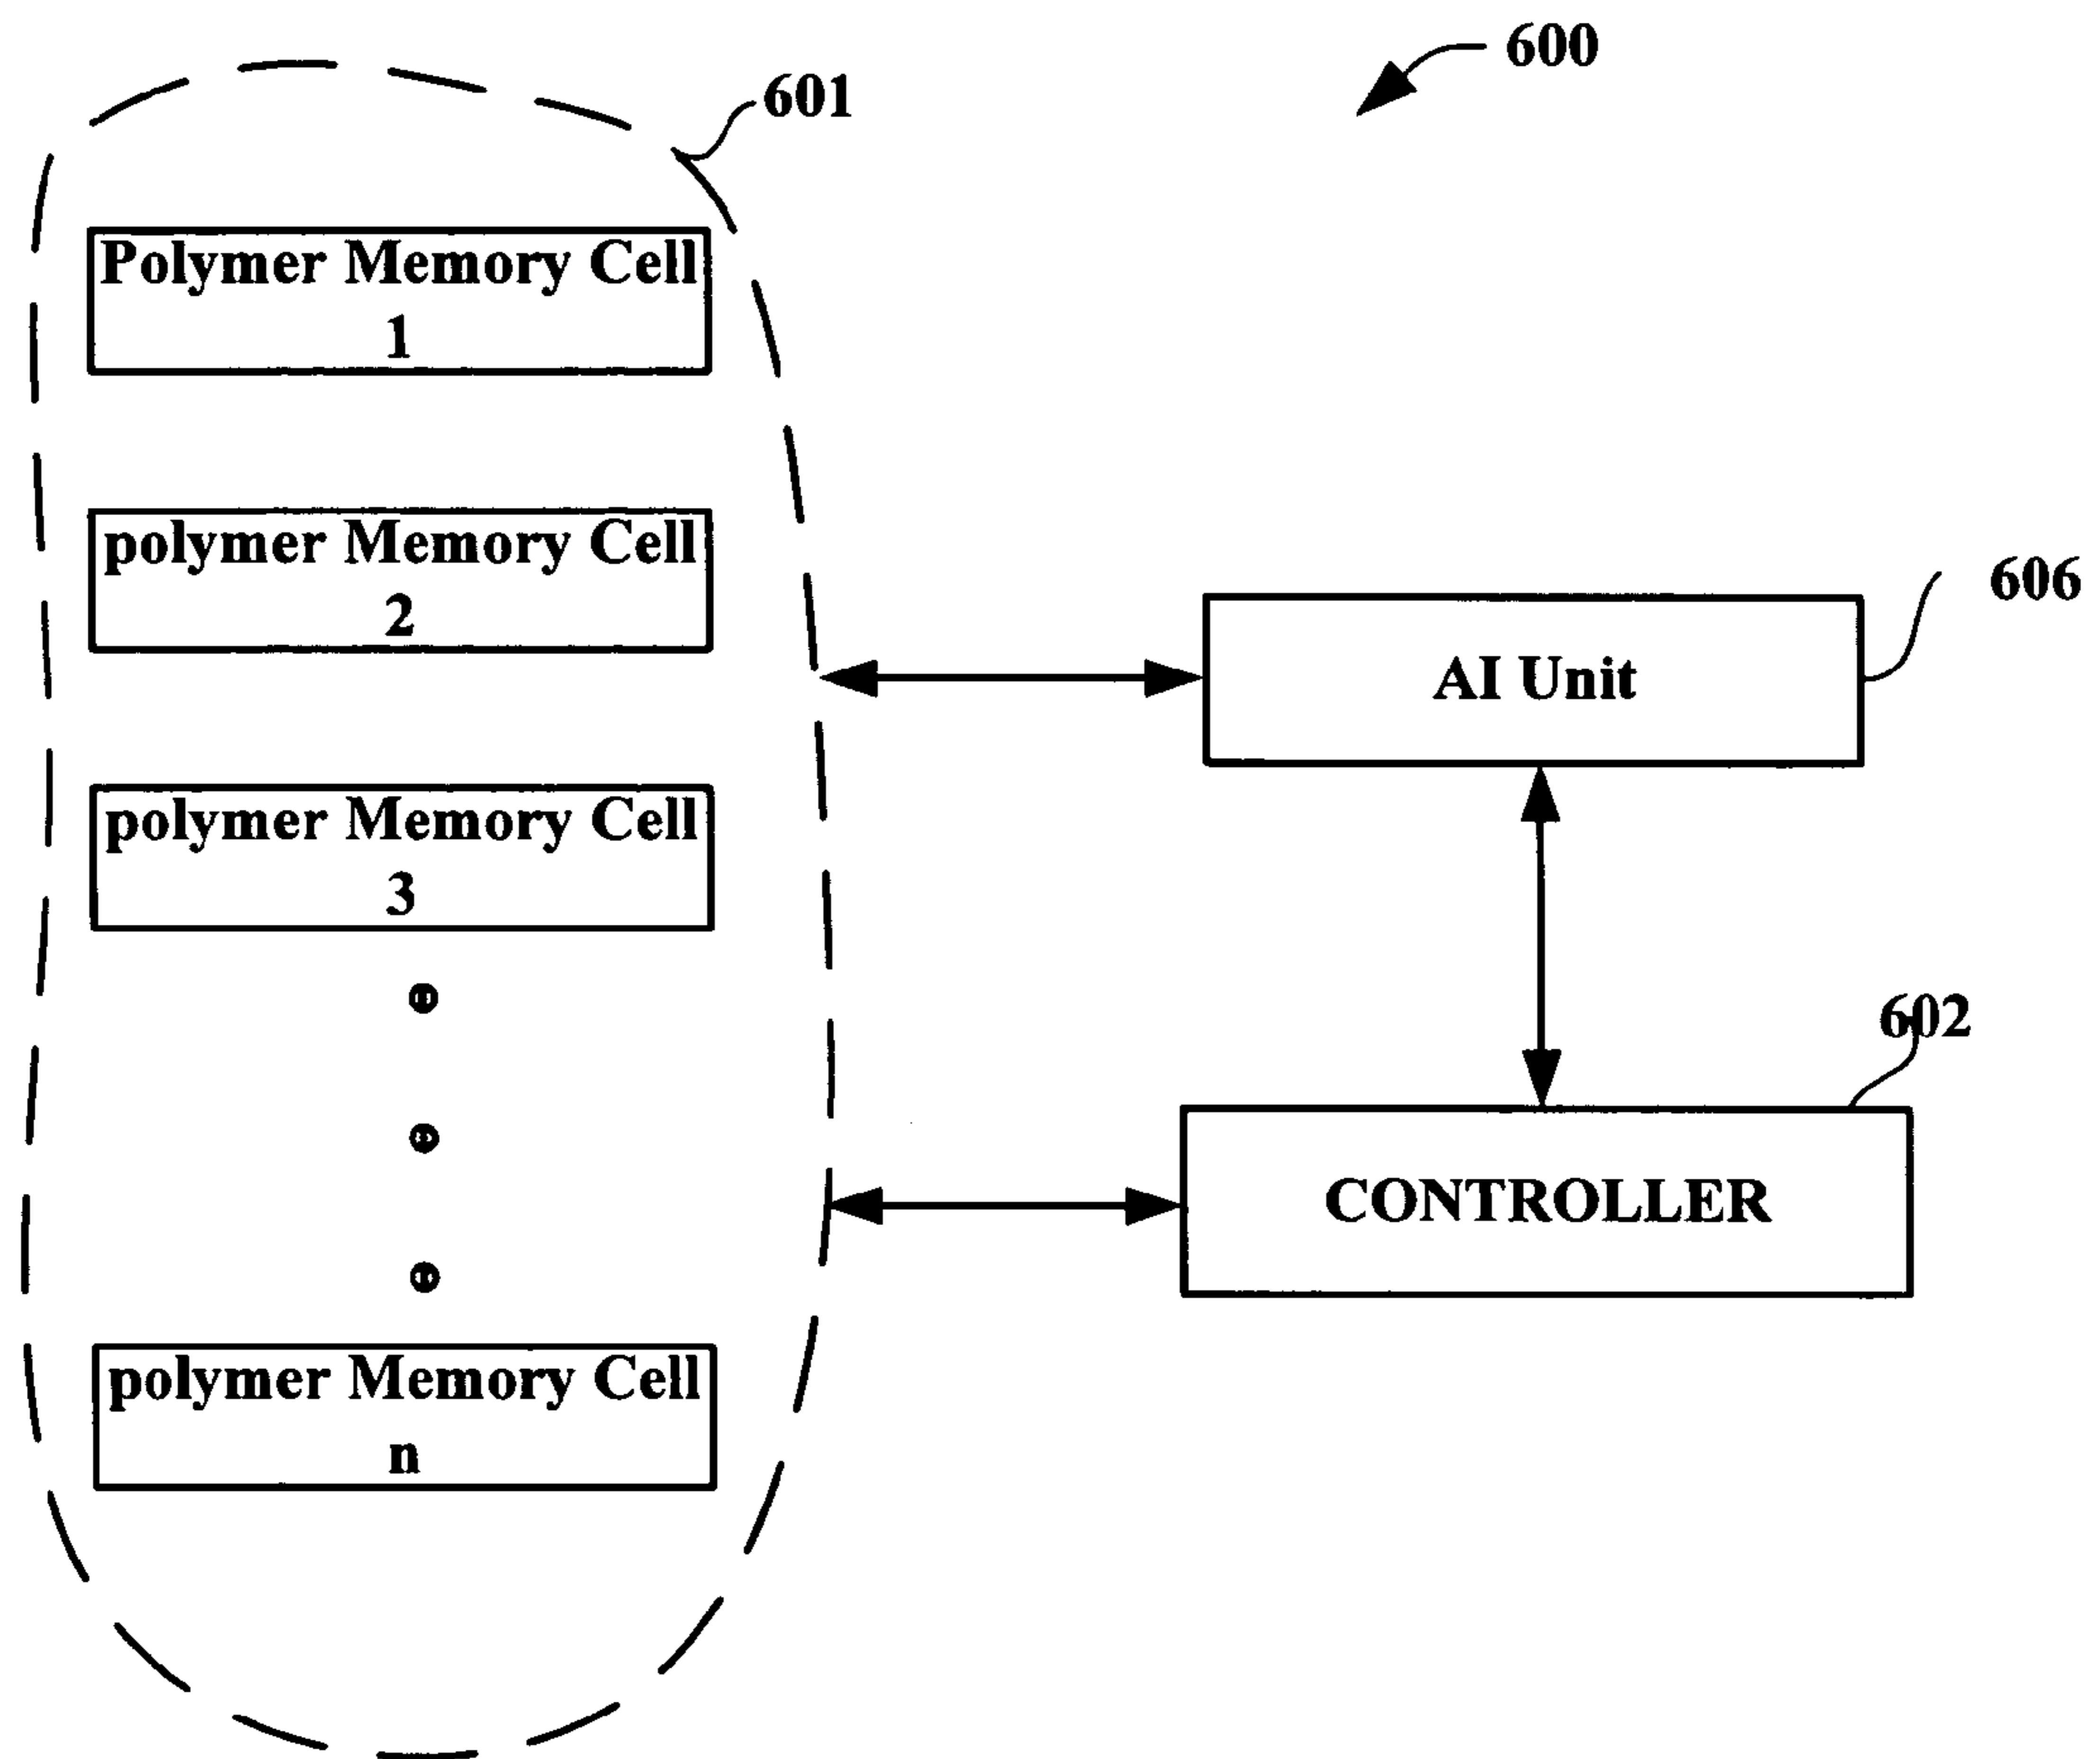 600
601
Polymer Memory Cell
1
polymer Memory Cell
2
606
AI Unit
polymer Memory Cell
3
602
CONTROLLER
polymer Memory Cell
n